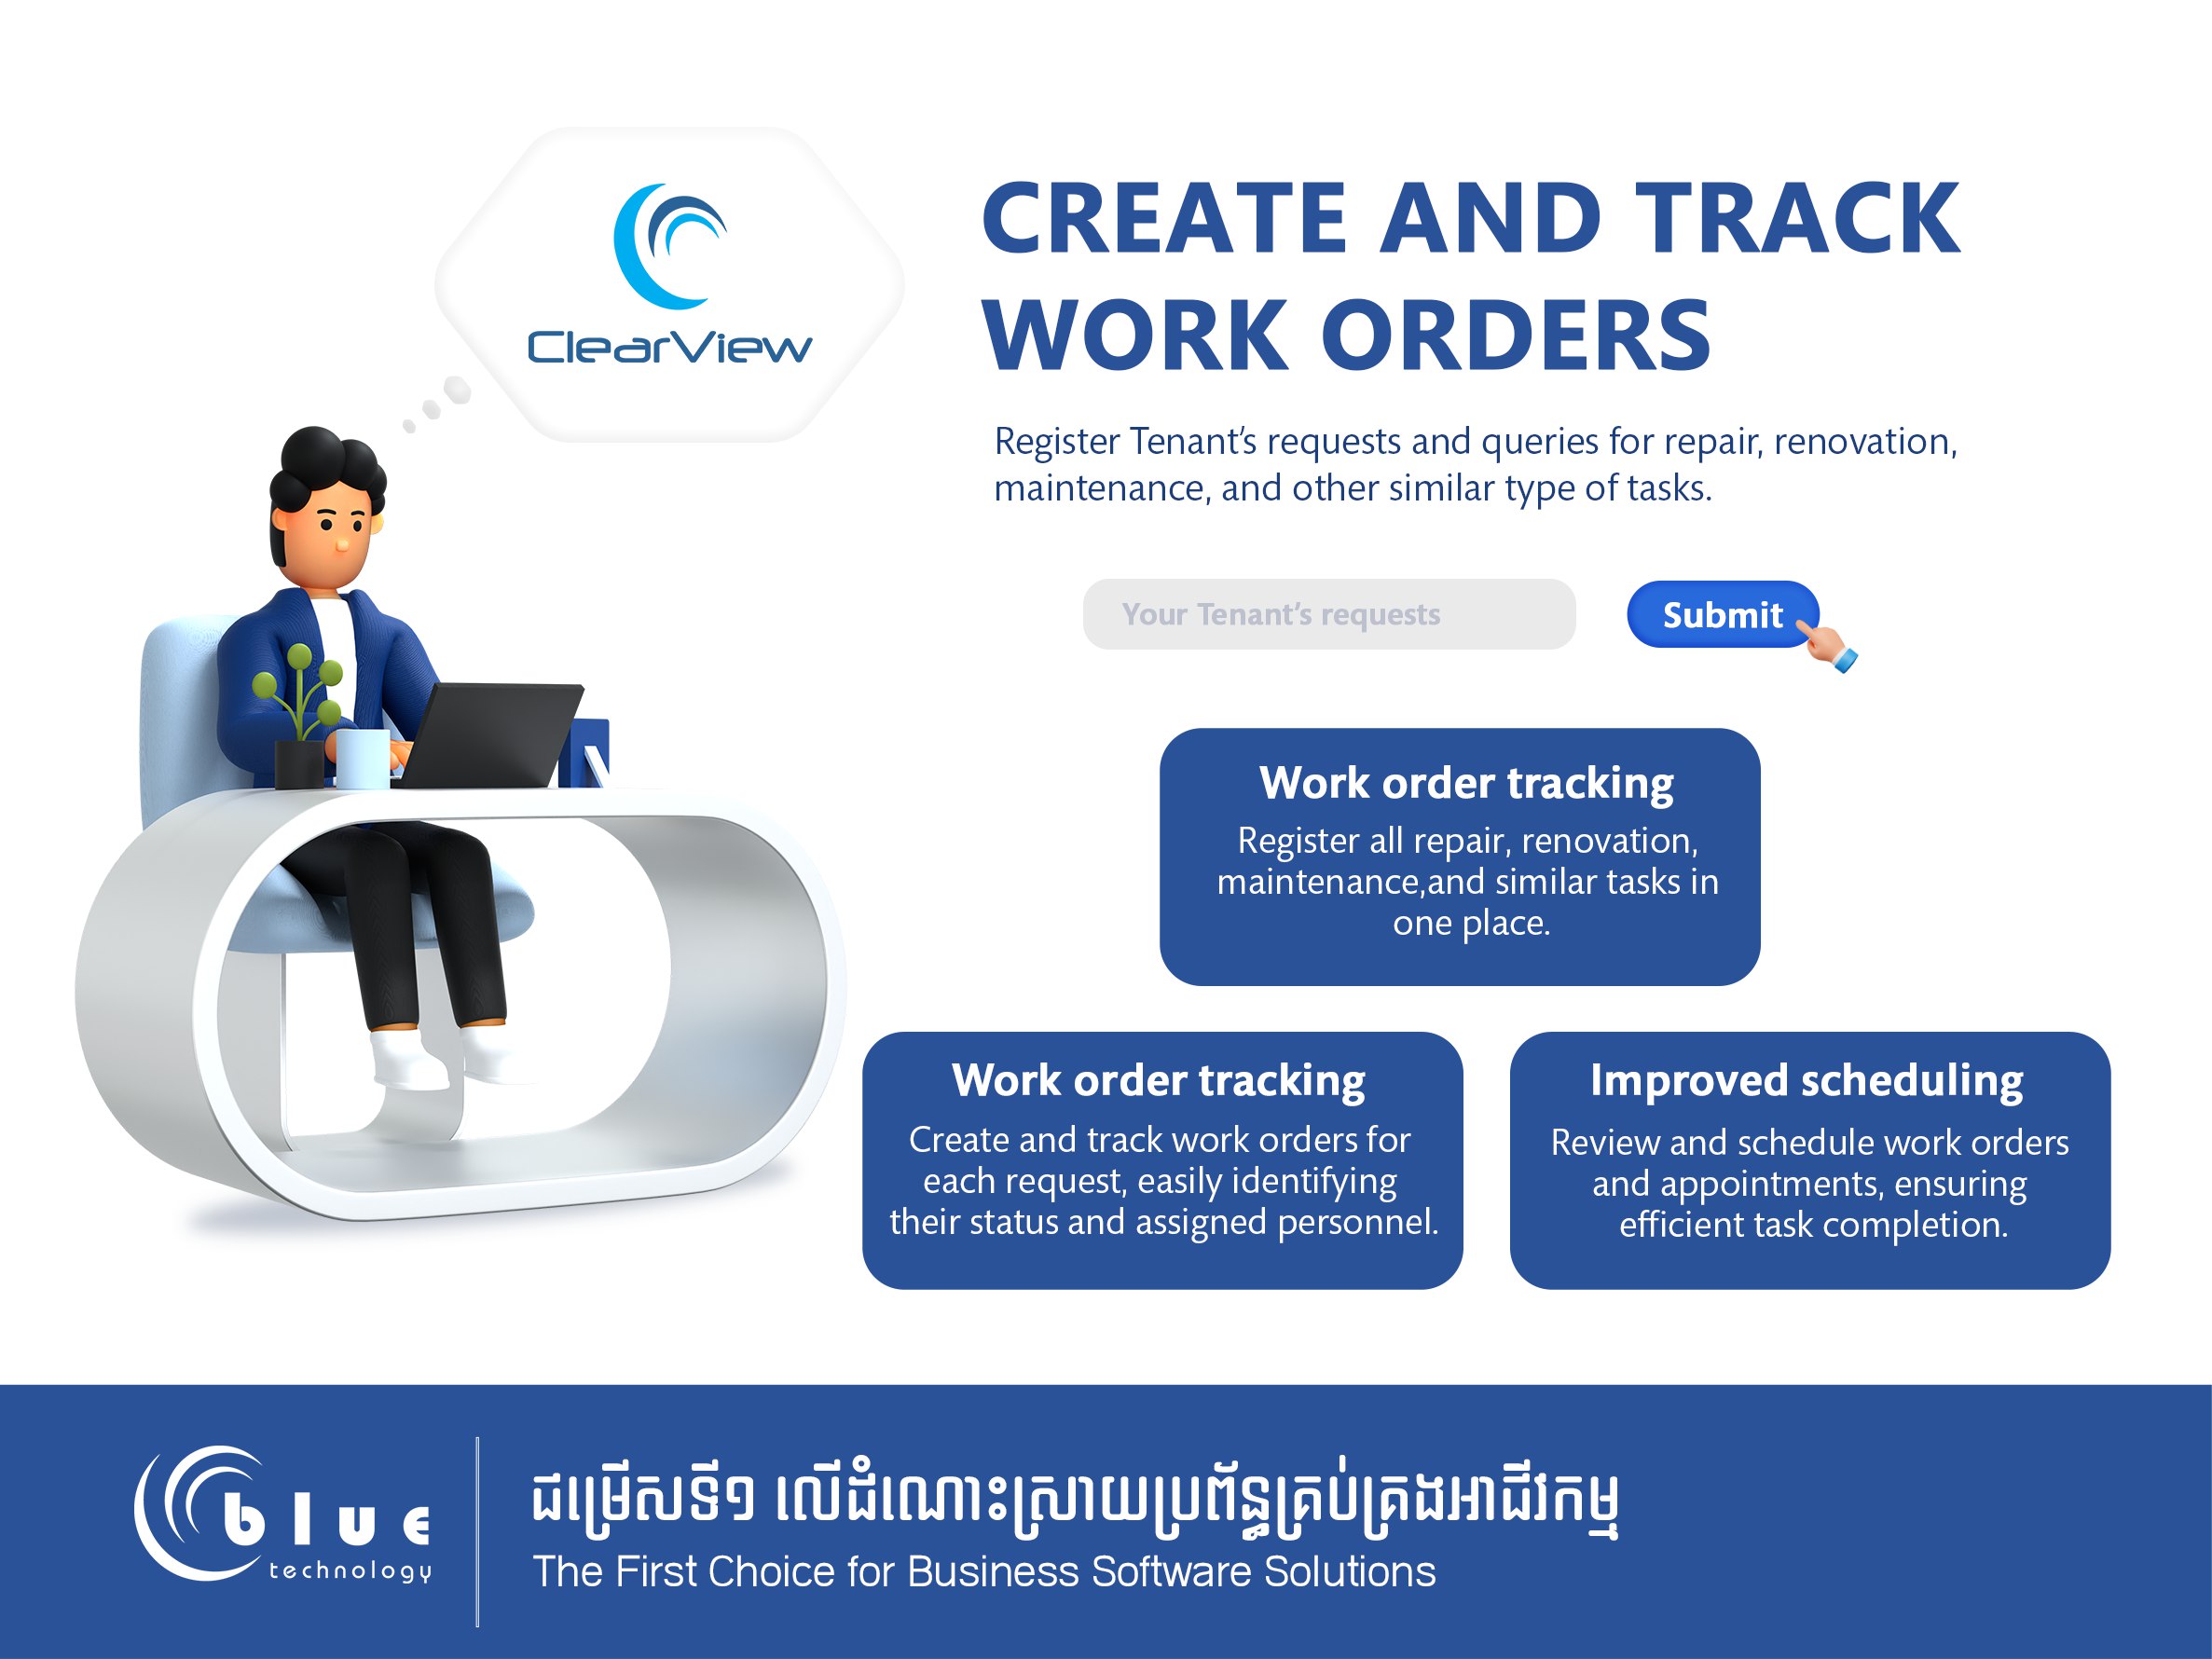 ClearView
CREATE AND TRACK
WORK ORDERS
Register Tenant's requests and queries for repair, renovation,
maintenance, and other similar type of tasks.
Your Tenant's requests
Submit
Work order tracking
Register all repair, renovation,
maintenance,and similar tasks in
one place.
Work order tracking
Create and track work orders for
each request, easily identifying
their status and assigned personnel.
Improved scheduling
Review and schedule work orders
and appointments, ensuring
efficient task completion.
blue
technology
ជម្រើសទី១ លើដំណោះស្រាយប្រព័ន្ធគ្រប់គ្រងអាជីវកម្ម
The First Choice for Business Software Solutions